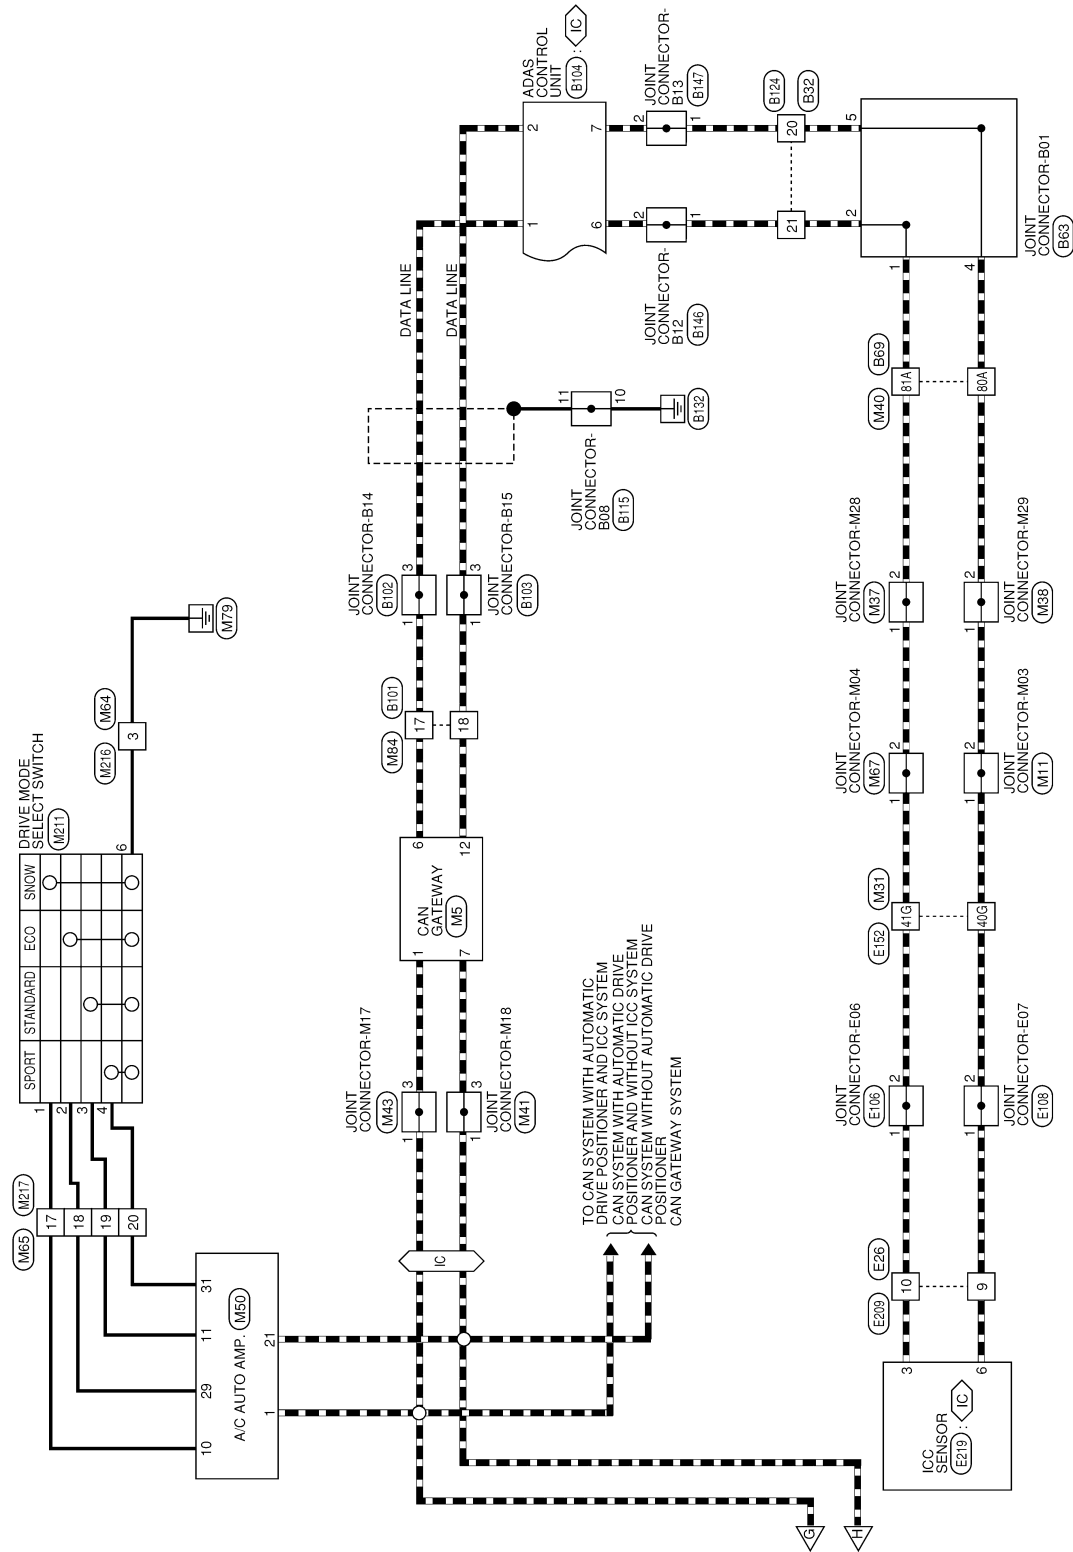 DRIVE MODE
SELECT SWITCH
M211
SPORT
STANDARD
ECO
SNOW
1
2
3
4
6
M65
M217
17
18
19
20
M216
M64
3
M79
10
29
11
31
A/C AUTO AMP.
M50
1
21
IC
JOINT
CONNECTOR-M17
M43
1
3
JOINT
CONNECTOR-M18
M41
1
3
CAN
GATEWAY
M5
1
7
6
12
M84
B101
17
18
JOINT
CONNECTOR-B14
B102
1
3
JOINT
CONNECTOR-B15
B103
1
3
DATA LINE
DATA LINE
JOINT
CONNECTOR-
B08
B115
11
10
B132
ADAS
CONTROL
UNIT
B104 : IC
1
2
6
7
JOINT
CONNECTOR-
B12
B146
2
1
JOINT
CONNECTOR-
B13
B147
2
1
B124
B32
21
20
2
5
1
4
JOINT
CONNECTOR-B01
B63
TO CAN SYSTEM WITH AUTOMATIC
DRIVE POSITIONER AND ICC SYSTEM
CAN SYSTEM WITH AUTOMATIC DRIVE
POSITIONER AND WITHOUT ICC SYSTEM
CAN SYSTEM WITHOUT AUTOMATIC DRIVE
POSITIONER
CAN GATEWAY SYSTEM
G
H
ICC
SENSOR
E219 : IC
3
6
E209
E26
10
9
JOINT
CONNECTOR-E06
E106
1
2
JOINT
CONNECTOR-E07
E108
1
2
E152
M31
41G
40G
JOINT
CONNECTOR-M04
M67
1
2
JOINT
CONNECTOR-M03
M11
1
2
JOINT
CONNECTOR-M28
M37
1
2
JOINT
CONNECTOR-M29
M38
1
2
M40
B69
81A
80A